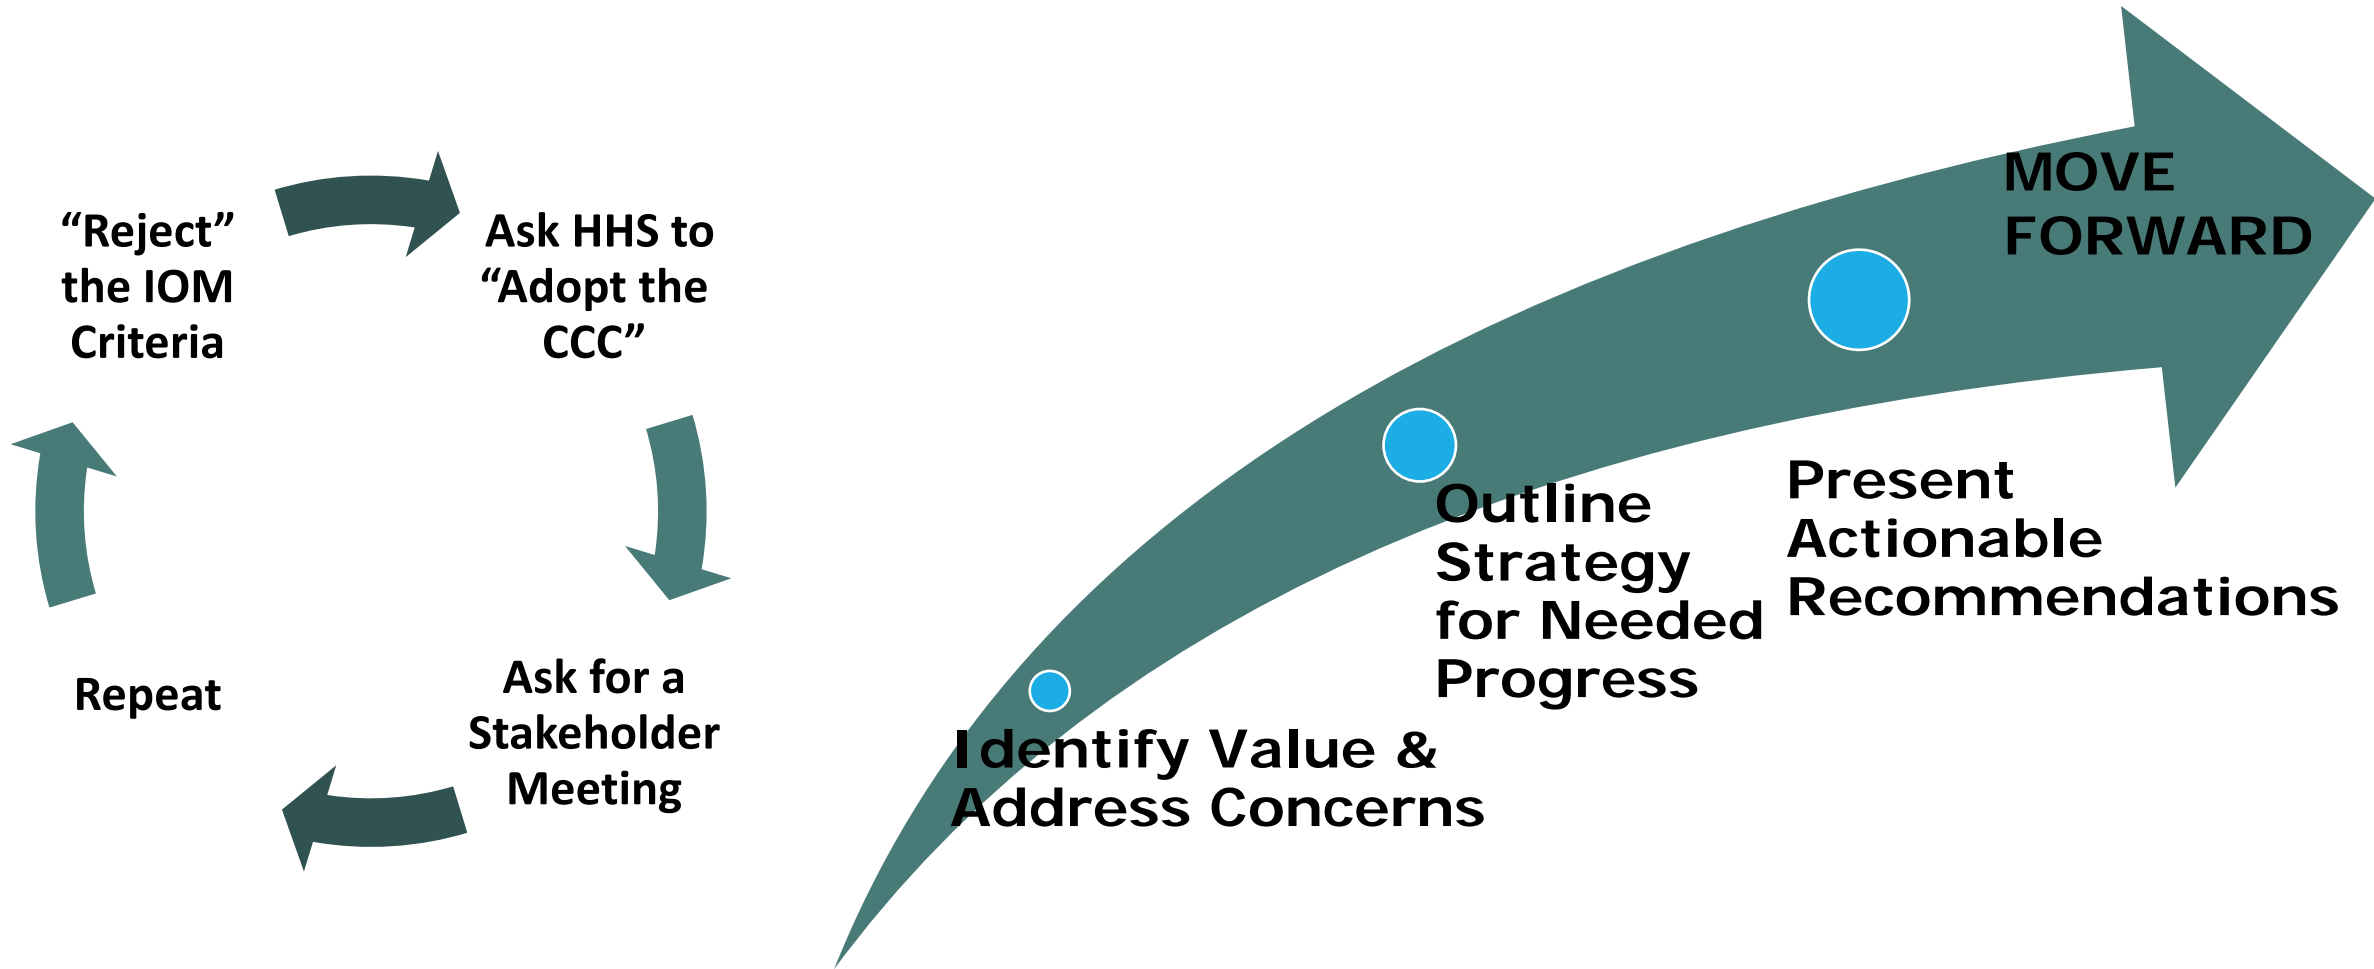 “Reject”
the IOM
Criteria
Ask HHS to
“Adopt the
CCC”
Ask for a
Stakeholder
Meeting
Repeat
Identify Value &
Address Concerns
Outline
Strategy
for Needed
Progress
Present
Actionable
Recommendations
MOVE
FORWARD